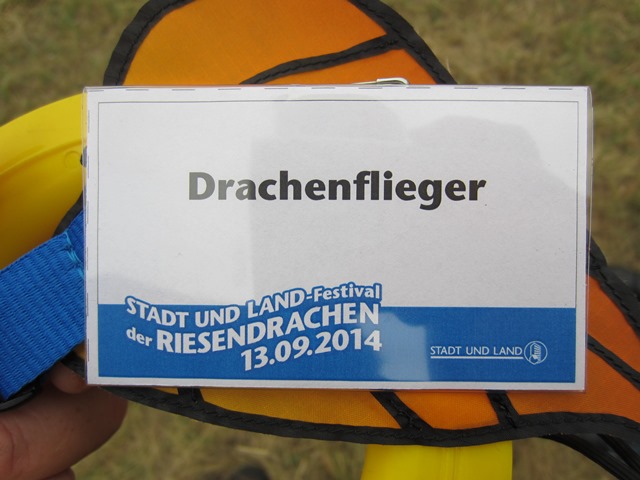 Drachenflieger
STADT UND LAND-Festival
der RIESENDRACHEN
13.09.2014
STADT UND LAND